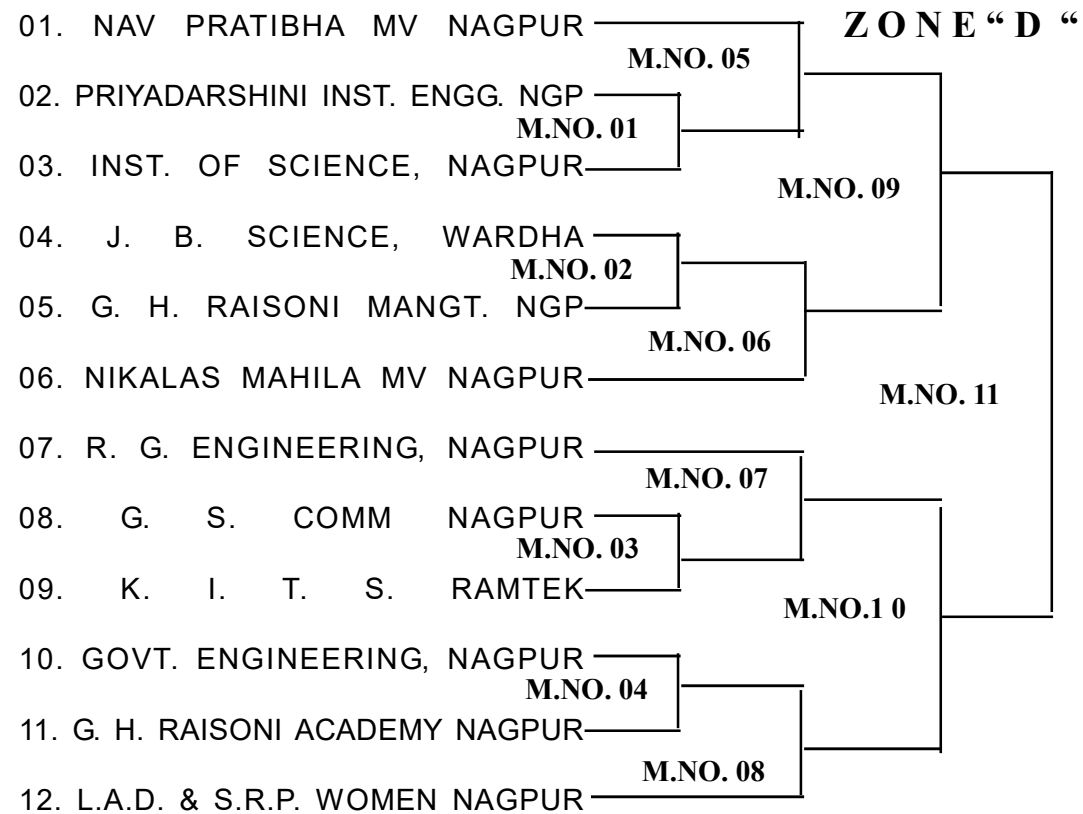 01. NAV PRATIBHA MV NAGPUR
ZONE “ D “
M.NO. 05
02. PRIYADARSHINI INST. ENGG. NGP
M.NO. 01
03. INST. OF SCIENCE, NAGPUR
M.NO. 09
04. J. B. SCIENCE, WARDHA
M.NO. 02
05. G. H. RAISONI MANGT. NGP
M.NO. 06
06. NIKALAS MAHILA MV NAGPUR
M.NO. 11
07. R. G. ENGINEERING, NAGPUR
M.NO. 07
08. G. S. COMM NAGPUR
M.NO. 03
09. K. I. T. S. RAMTEK
M.NO.1 0
10. GOVT. ENGINEERING, NAGPUR
M.NO. 04
11. G. H. RAISONI ACADEMY NAGPUR
M.NO. 08
12. L.A.D. & S.R.P. WOMEN NAGPUR